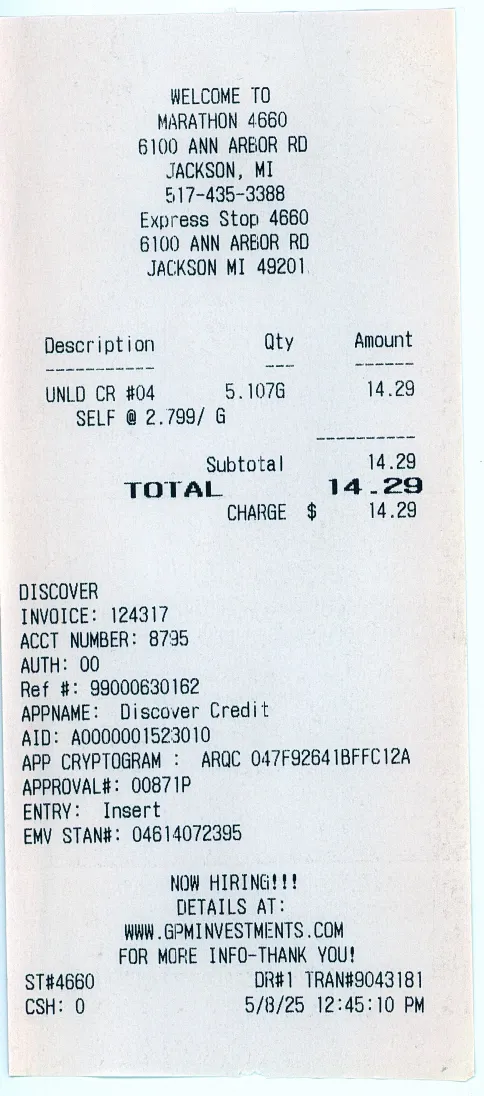 WELCOME TO
MARATHON 4660
6100 ANN ARBOR RD
JACKSON, MI
517-435-3388
Express Stop 4660
6100 ANN ARBOR RD
JACKSON MI 49201
Description Qty Amount
----------- --- ------
UNLD CR #04 5.107G 14.29
SELF @ 2.799/ G
----------
Subtotal 14.29
TOTAL 14.29
CHARGE $ 14.29
DISCOVER
INVOICE: 124317
ACCT NUMBER: 8795
AUTH: 00
Ref #: 99000630162
APPNAME: Discover Credit
AID: A0000001523010
APP CRYPTOGRAM : ARQC 047F92641BFFC12A
APPROVAL#: 00871P
ENTRY: Insert
EMV STAN#: 04614072395
NOW HIRING!!!
DETAILS AT:
WWW.GPMINVESTMENTS.COM
FOR MORE INFO-THANK YOU!
ST#4660 DR#1 TRAN#9043181
CSH: 0 5/8/25 12:45:10 PM